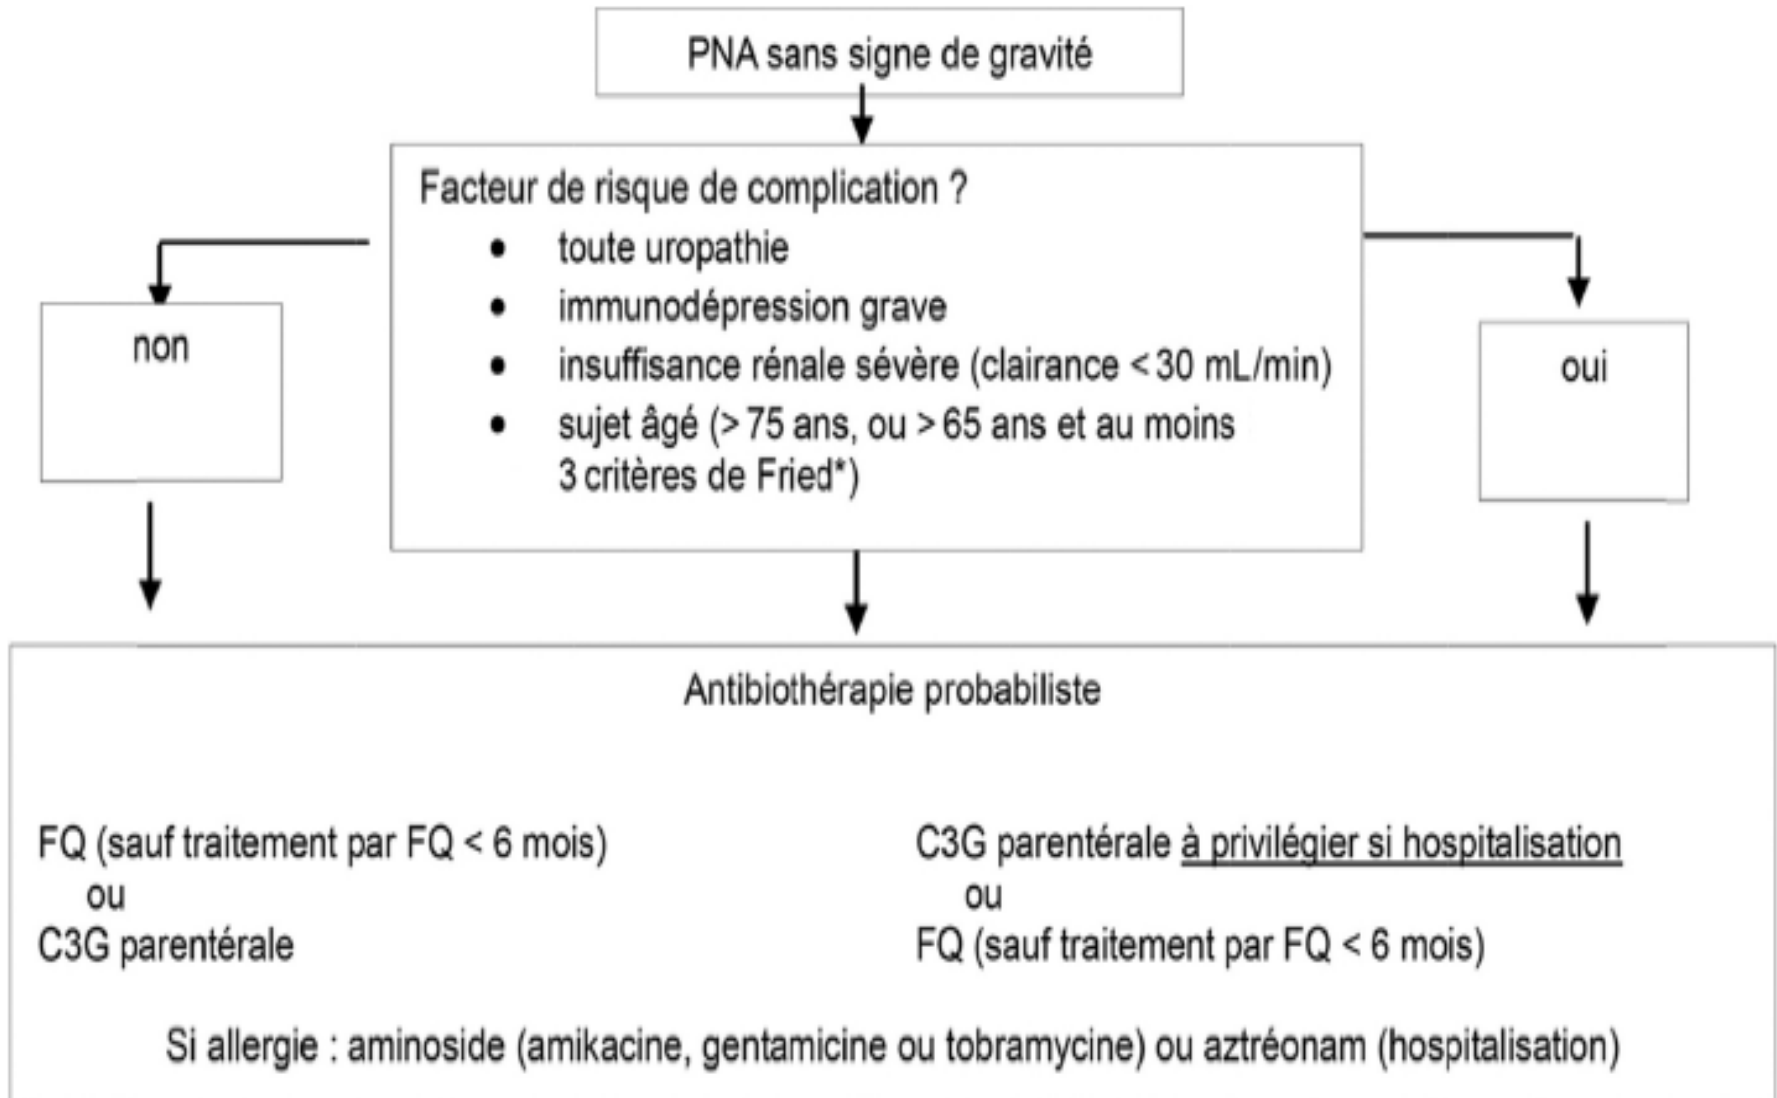 PNA sans signe de gravité
Facteur de risque de complication ?
• toute uropathie
• immunodépression grave
• insuffisance rénale sévère (clairance < 30 mL/min)
• sujet âgé (> 75 ans, ou > 65 ans et au moins
3 critères de Fried*)
non
oui
Antibiothérapie probabiliste
FQ (sauf traitement par FQ < 6 mois)
ou
C3G parentérale
C3G parentérale à privilégier si hospitalisation
ou
FQ (sauf traitement par FQ < 6 mois)
Si allergie : aminoside (amikacine, gentamicine ou tobramycine) ou aztréonam (hospitalisation)